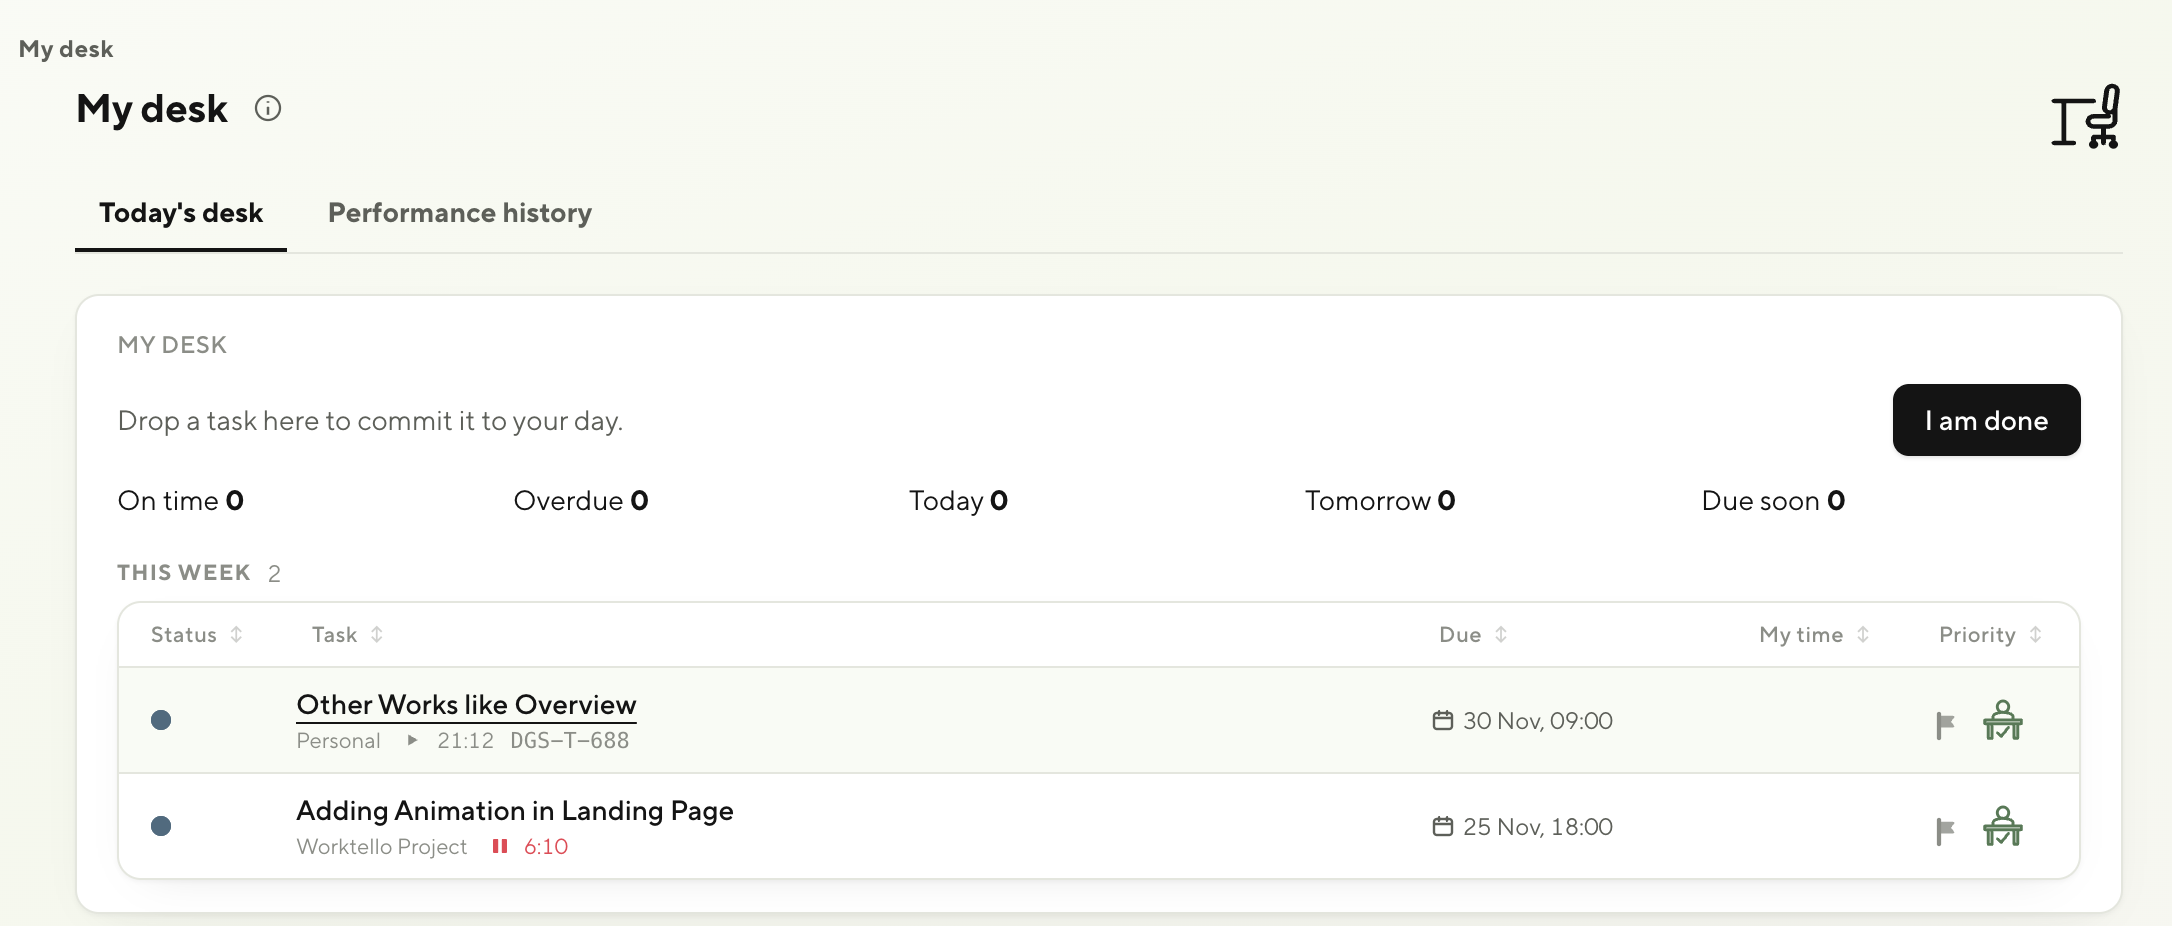 My desk
My desk
Today's desk Performance history
MY DESK
Drop a task here to commit it to your day.
I am done
On time 0 Overdue 0 Today 0 Tomorrow 0 Due soon 0
THIS WEEK 2
Status Task Due My time Priority
Other Works like Overview
Personal 21:12 DGS-T-688
30 Nov, 09:00
Adding Animation in Landing Page
Worktello Project 6:10
25 Nov, 18:00